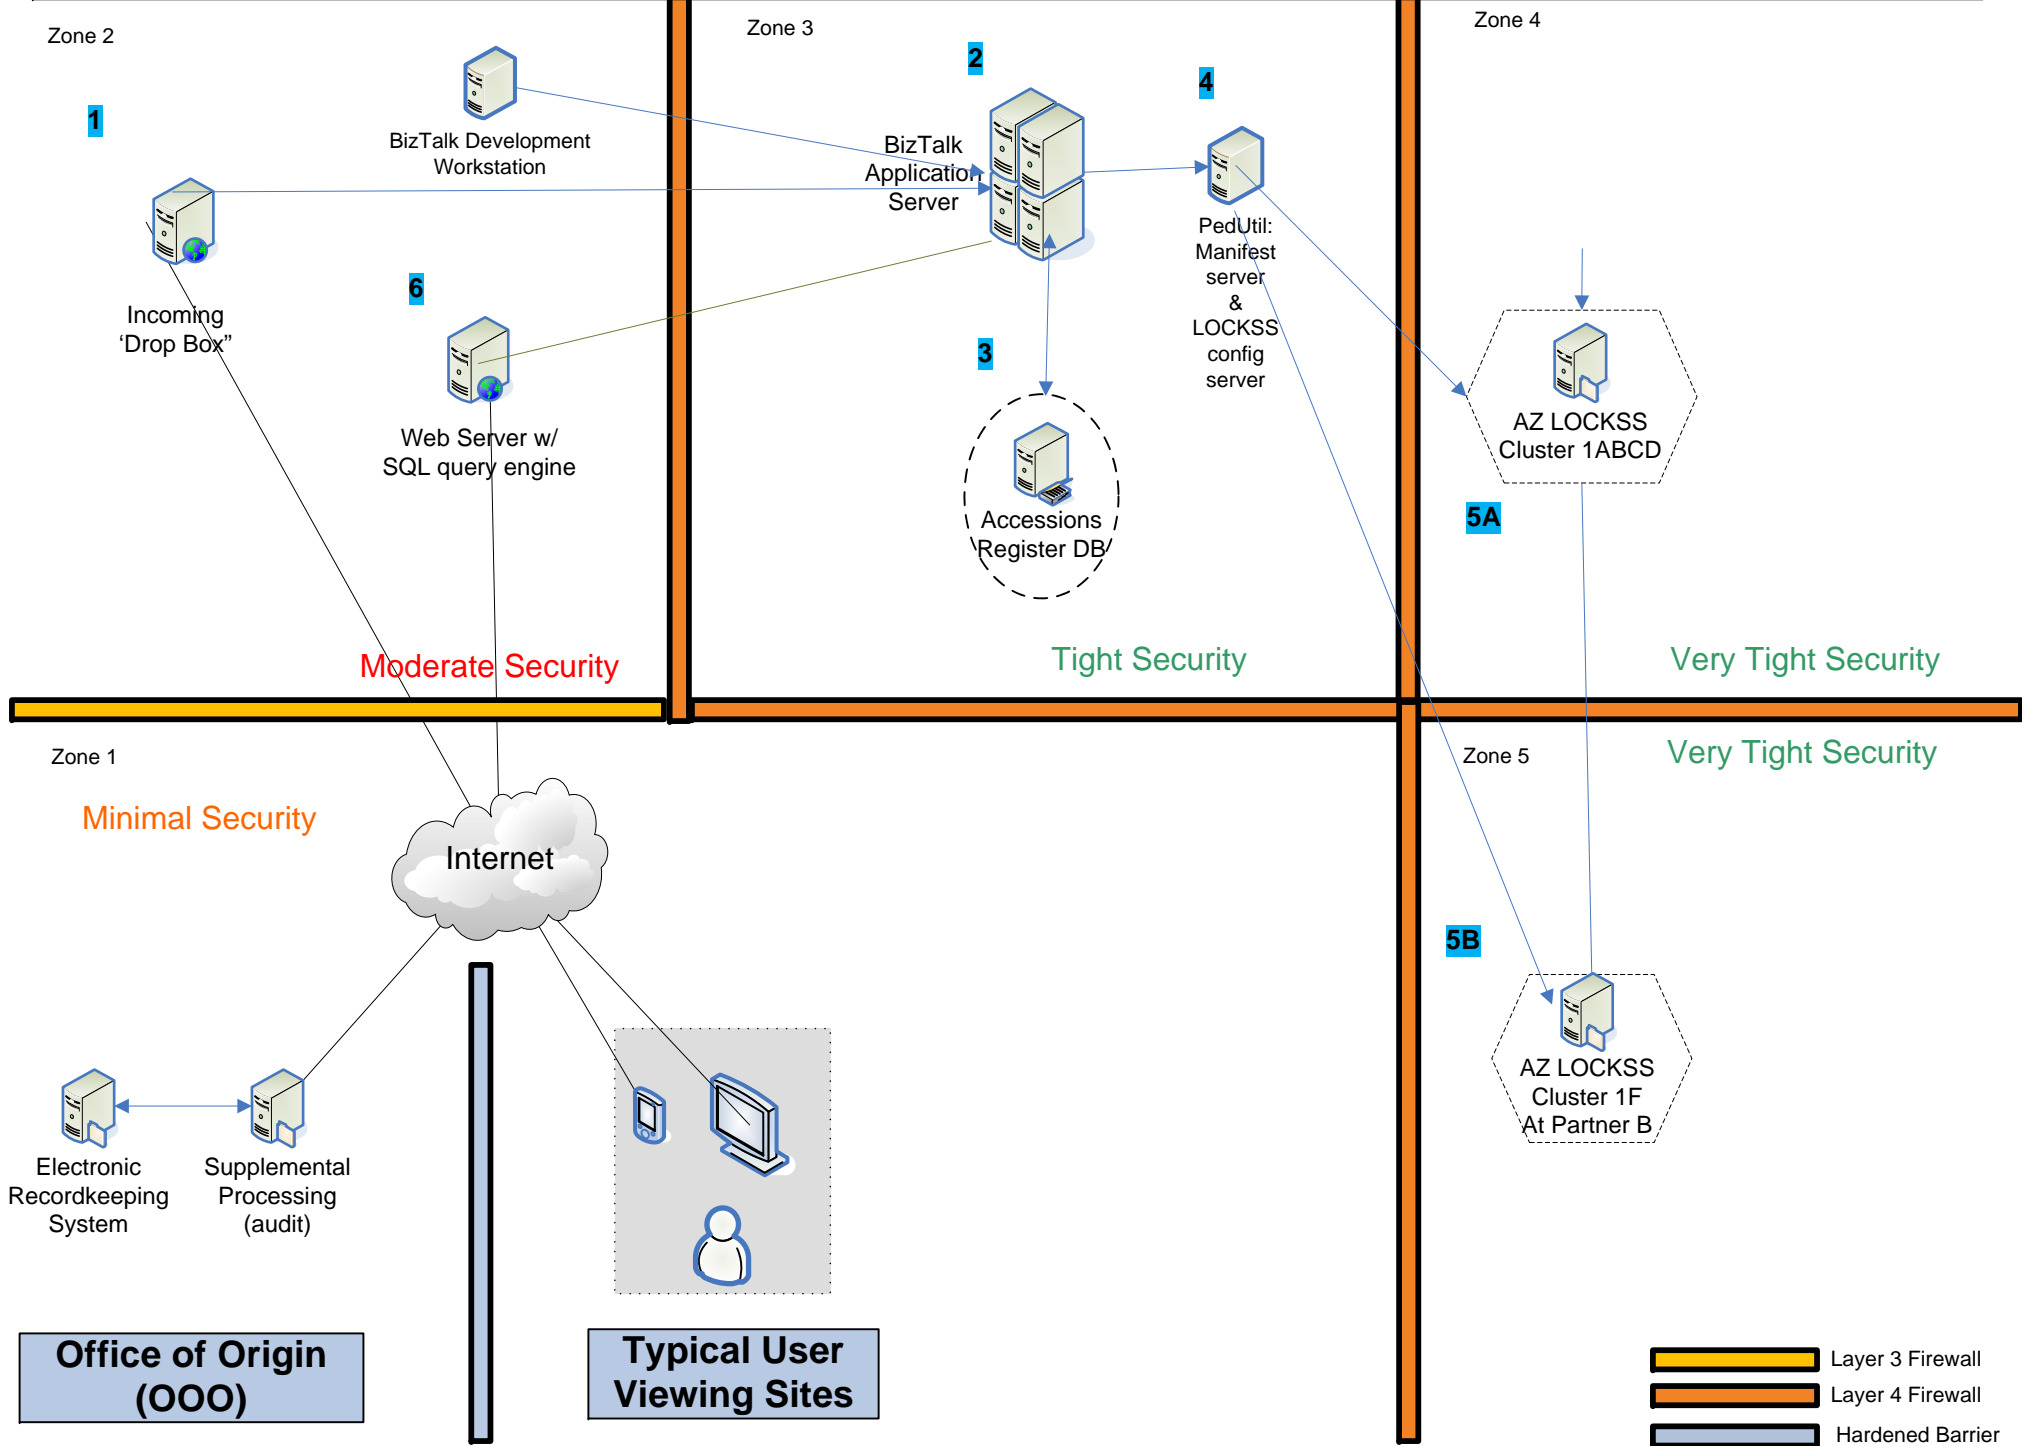 Zone 2
1
BizTalk Development
Workstation
Incoming
‘Drop Box”
6
Web Server w/
SQL query engine
Moderate Security
Zone 3
2
BizTalk
Application
Server
4
PedUtil:
Manifest
server
&
LOCKSS
config
server
3
Accessions
Register DB
Tight Security
Zone 4
AZ LOCKSS
Cluster 1ABCD
5A
Very Tight Security
Zone 1
Minimal Security
Internet
Electronic
Recordkeeping
System
Supplemental
Processing
(audit)
Office of Origin
(OOO)
Typical User
Viewing Sites
Zone 5
Very Tight Security
5B
AZ LOCKSS
Cluster 1F
At Partner B
Layer 3 Firewall
Layer 4 Firewall
Hardened Barrier